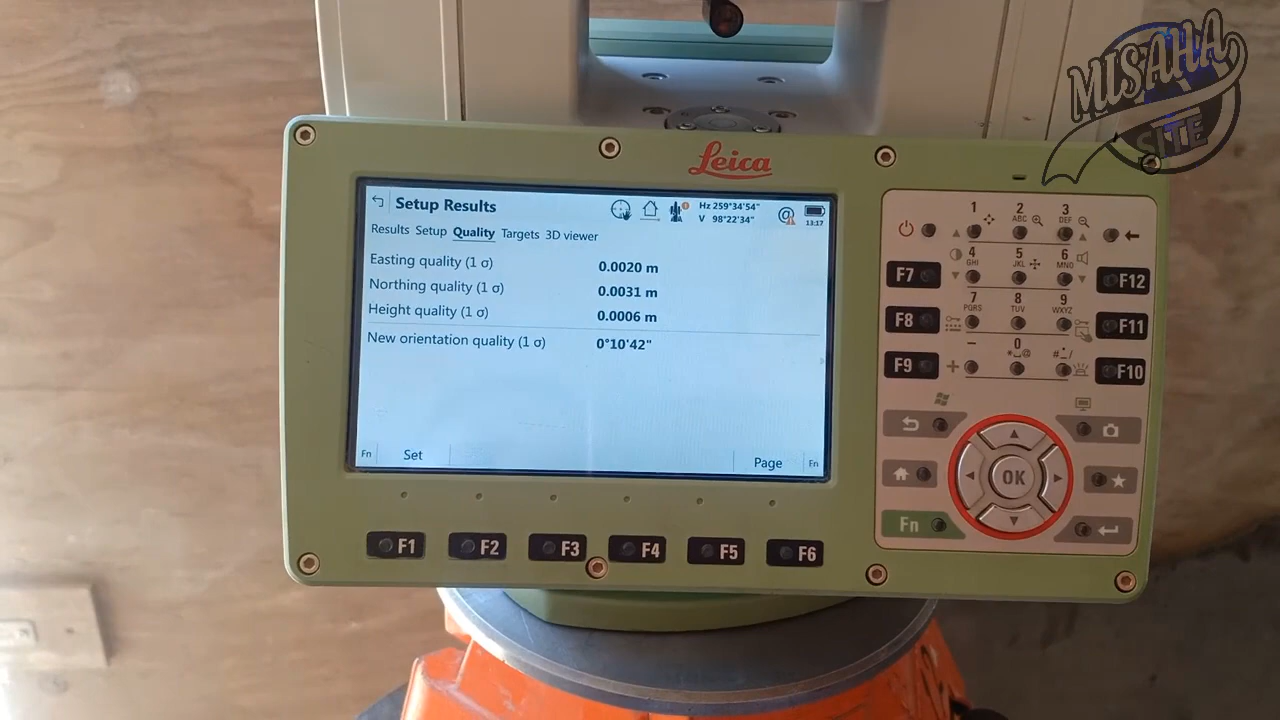 MISAHA
SITE
Leica
Setup Results
Hz 259°34'54"
V 98°22'34"
13:17
Results Setup Quality Targets 3D viewer
Easting quality (1 σ) 0.0020 m
Northing quality (1 σ) 0.0031 m
Height quality (1 σ) 0.0006 m
New orientation quality (1 σ) 0°10'42"
Fn Set Page Fn
F1 F2 F3 F4 F5 F6
1 2 3
ABC DEF
F7 4 5 6 F12
GHI JKL MNO
F8 7 8 9 F11
PQRS TUV WXYZ
F9 - 0 #*_/ F10
*␣@
+
OK
Fn